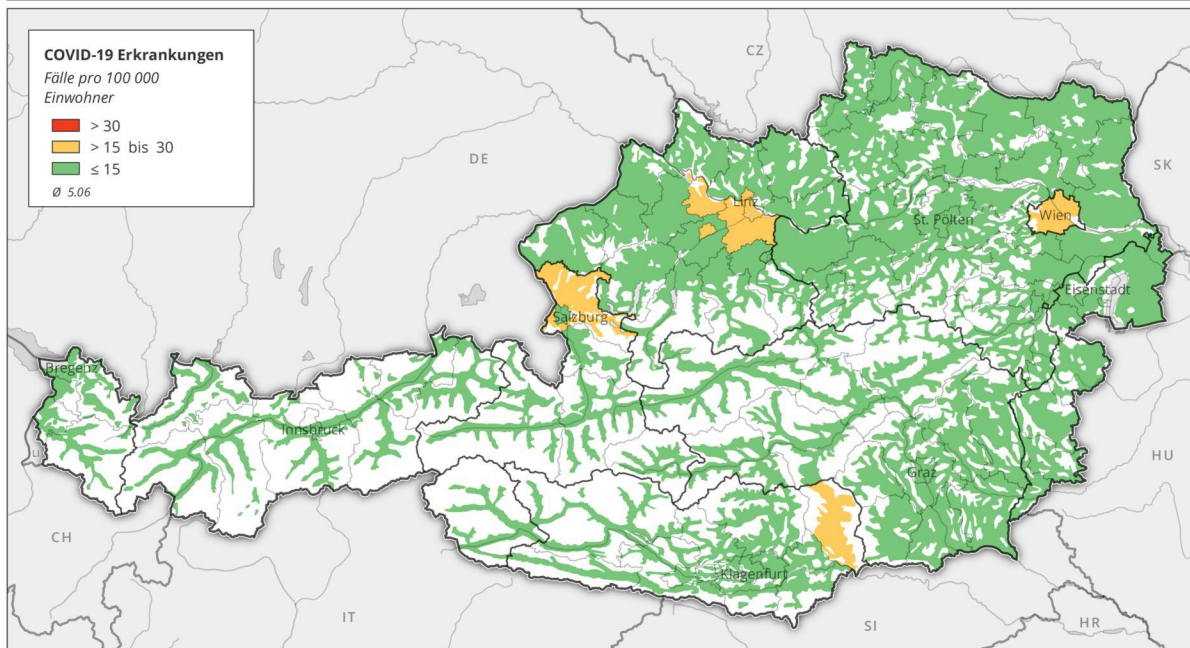 COVID-19 Erkrankungen
Fälle pro 100 000
Einwohner
> 30
> 15 bis 30
≤ 15
Ø 5.06
CZ
DE
SK
Linz
St. Pölten
Wien
Eisenstadt
Salzburg
Bregenz
Innsbruck
Graz
HU
CH
Klagenfurt
IT
SI
HR